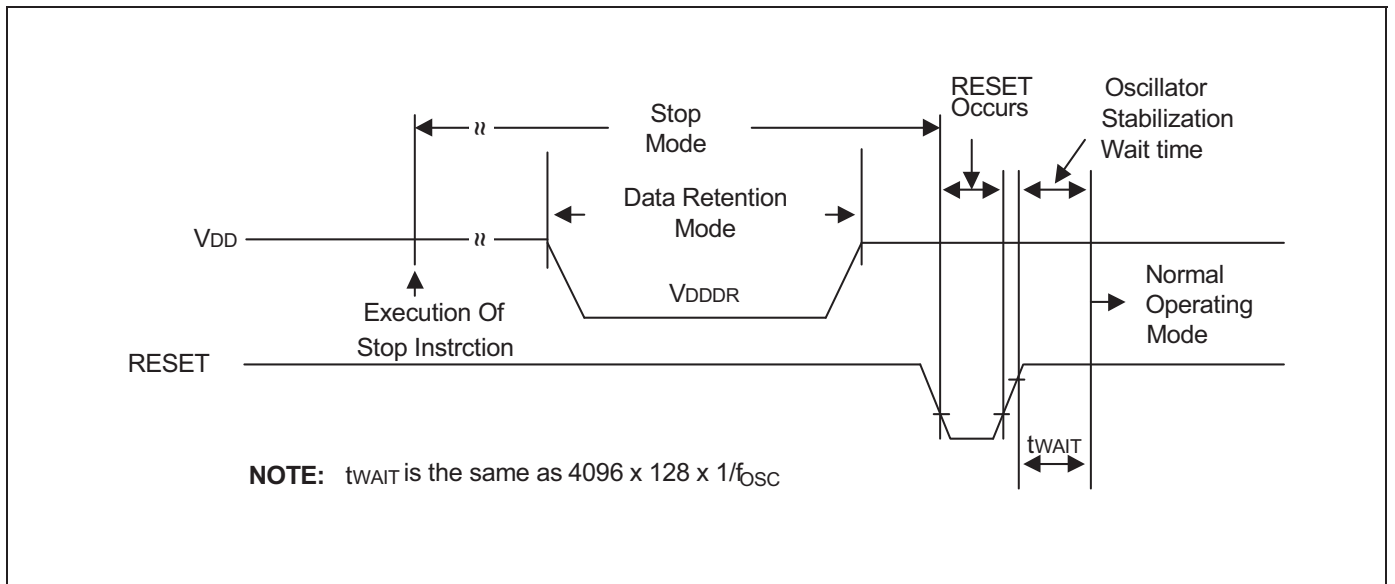 RESET
Occurs
Oscillator
Stabilization
Wait time
Stop
Mode
≈
Data Retention
Mode
VDD
≈
VDDDR
Execution Of
Stop Instrction
Normal
Operating
Mode
RESET
tWAIT
NOTE: tWAIT is the same as 4096 x 128 x 1/fOSC